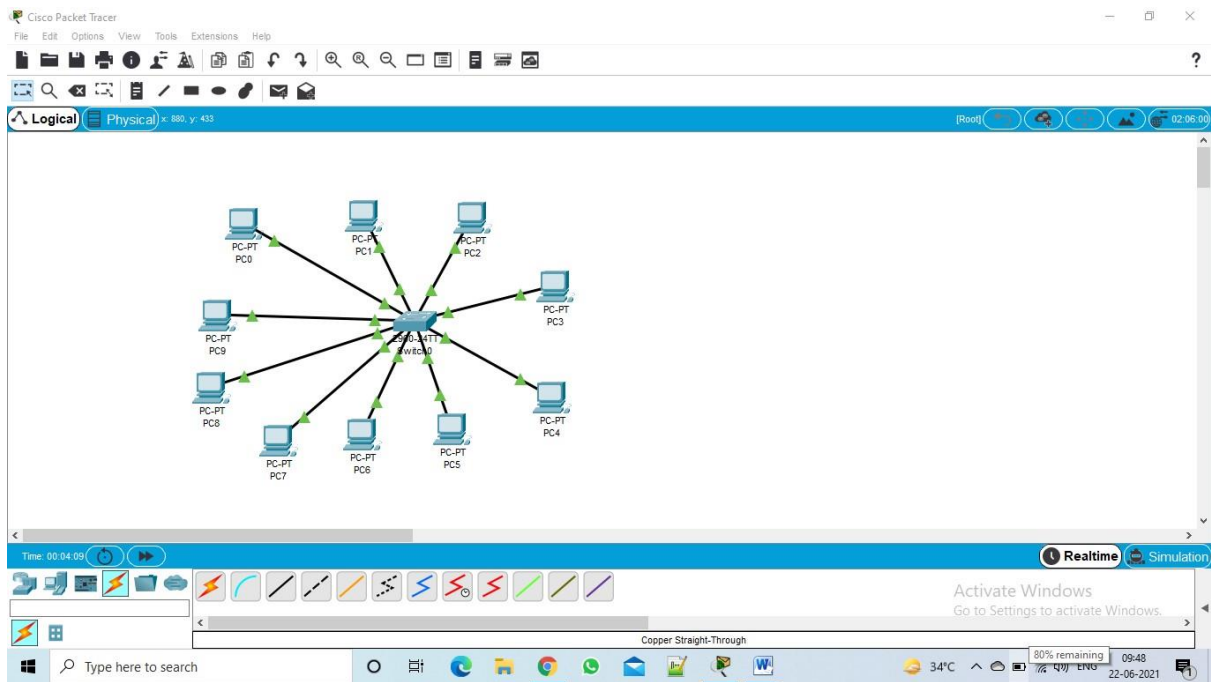 Cisco Packet Tracer
File Edit Options View Tools Extensions Help
?
Logical Physical x: 880, y: 433 [Root] 02:06:00
PC-PT
PC0
PC-PT
PC1
PC-PT
PC2
PC-PT
PC3
PC-PT
PC9
2960-24TT
Switch0
PC-PT
PC8
PC-PT
PC4
PC-PT
PC7
PC-PT
PC6
PC-PT
PC5
Time: 00:04:09 Realtime Simulation
Activate Windows
Go to Settings to activate Windows.
Copper Straight-Through
80% remaining
Type here to search 34°C ENG 09:48
22-06-2021